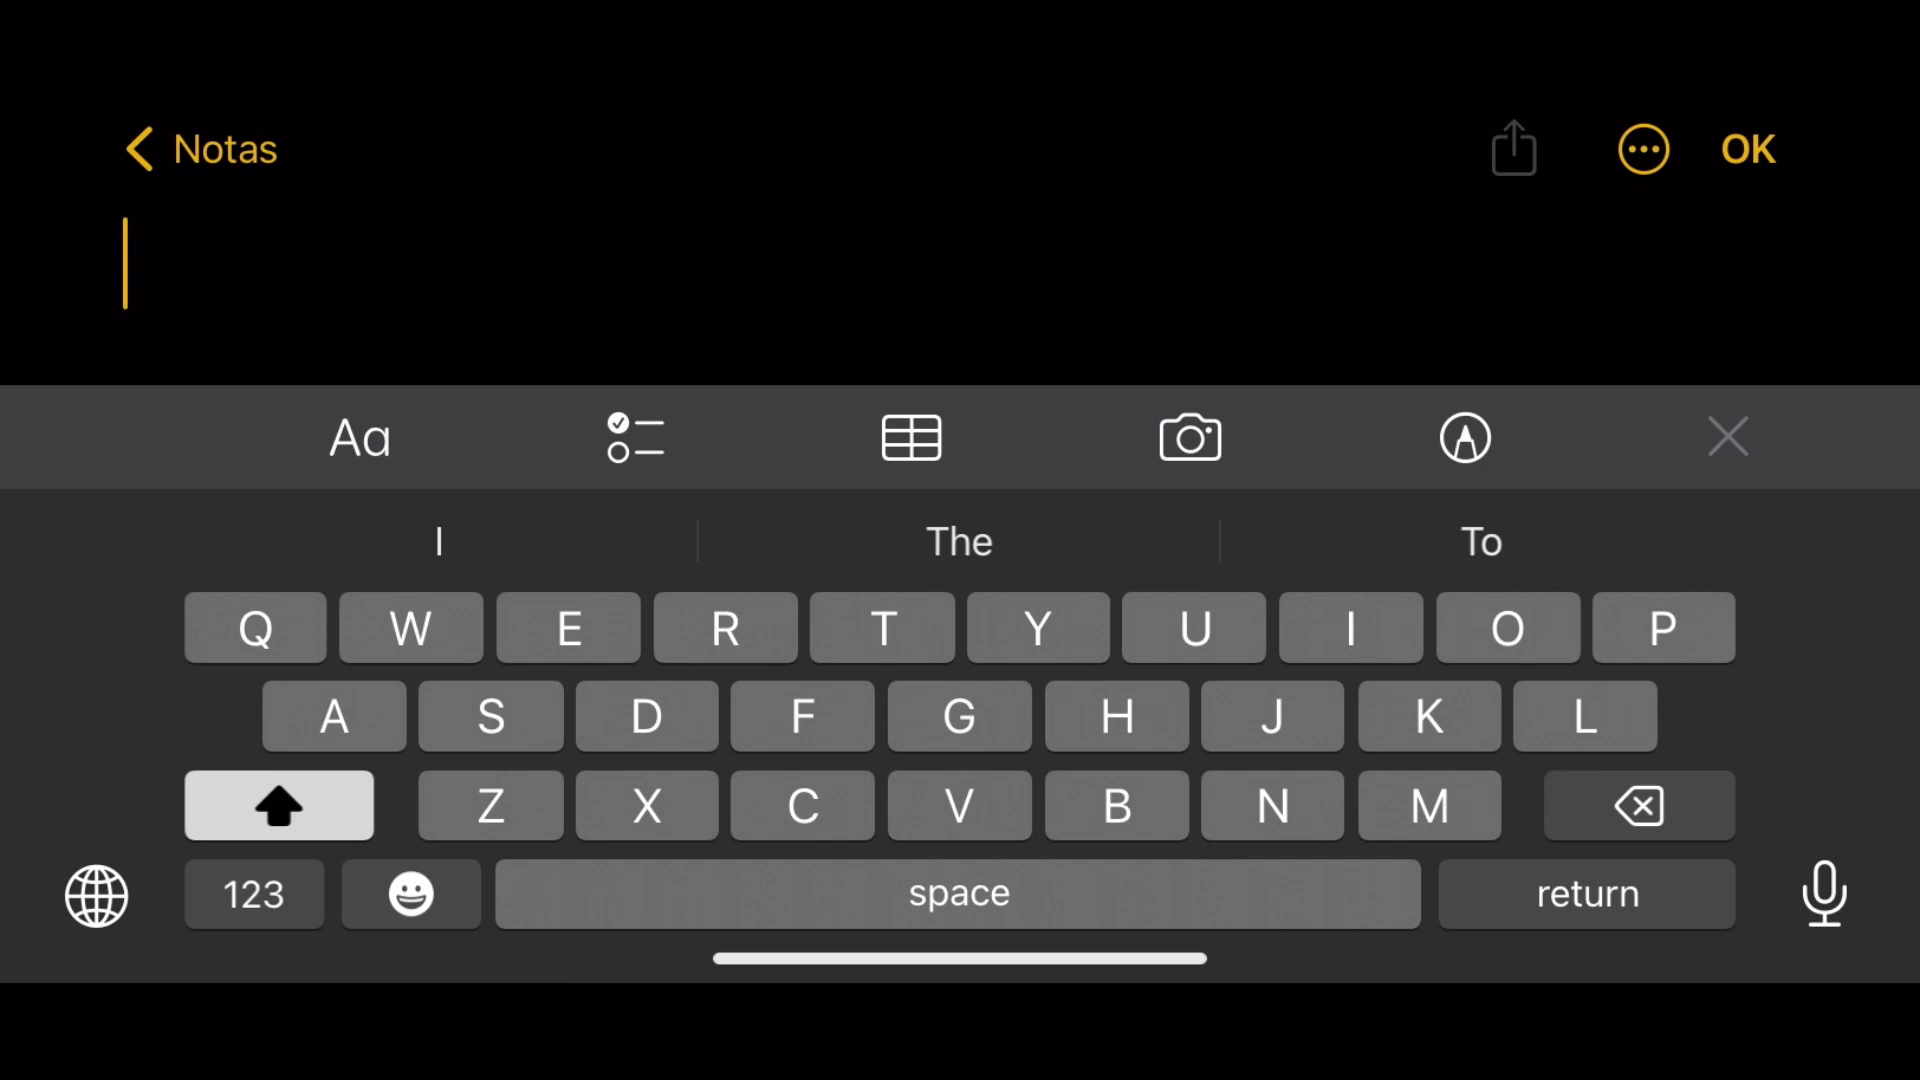 Notas OK
Aa
I The To
Q W E R T Y U I O P
A S D F G H J K L
Z X C V B N M
123 space return